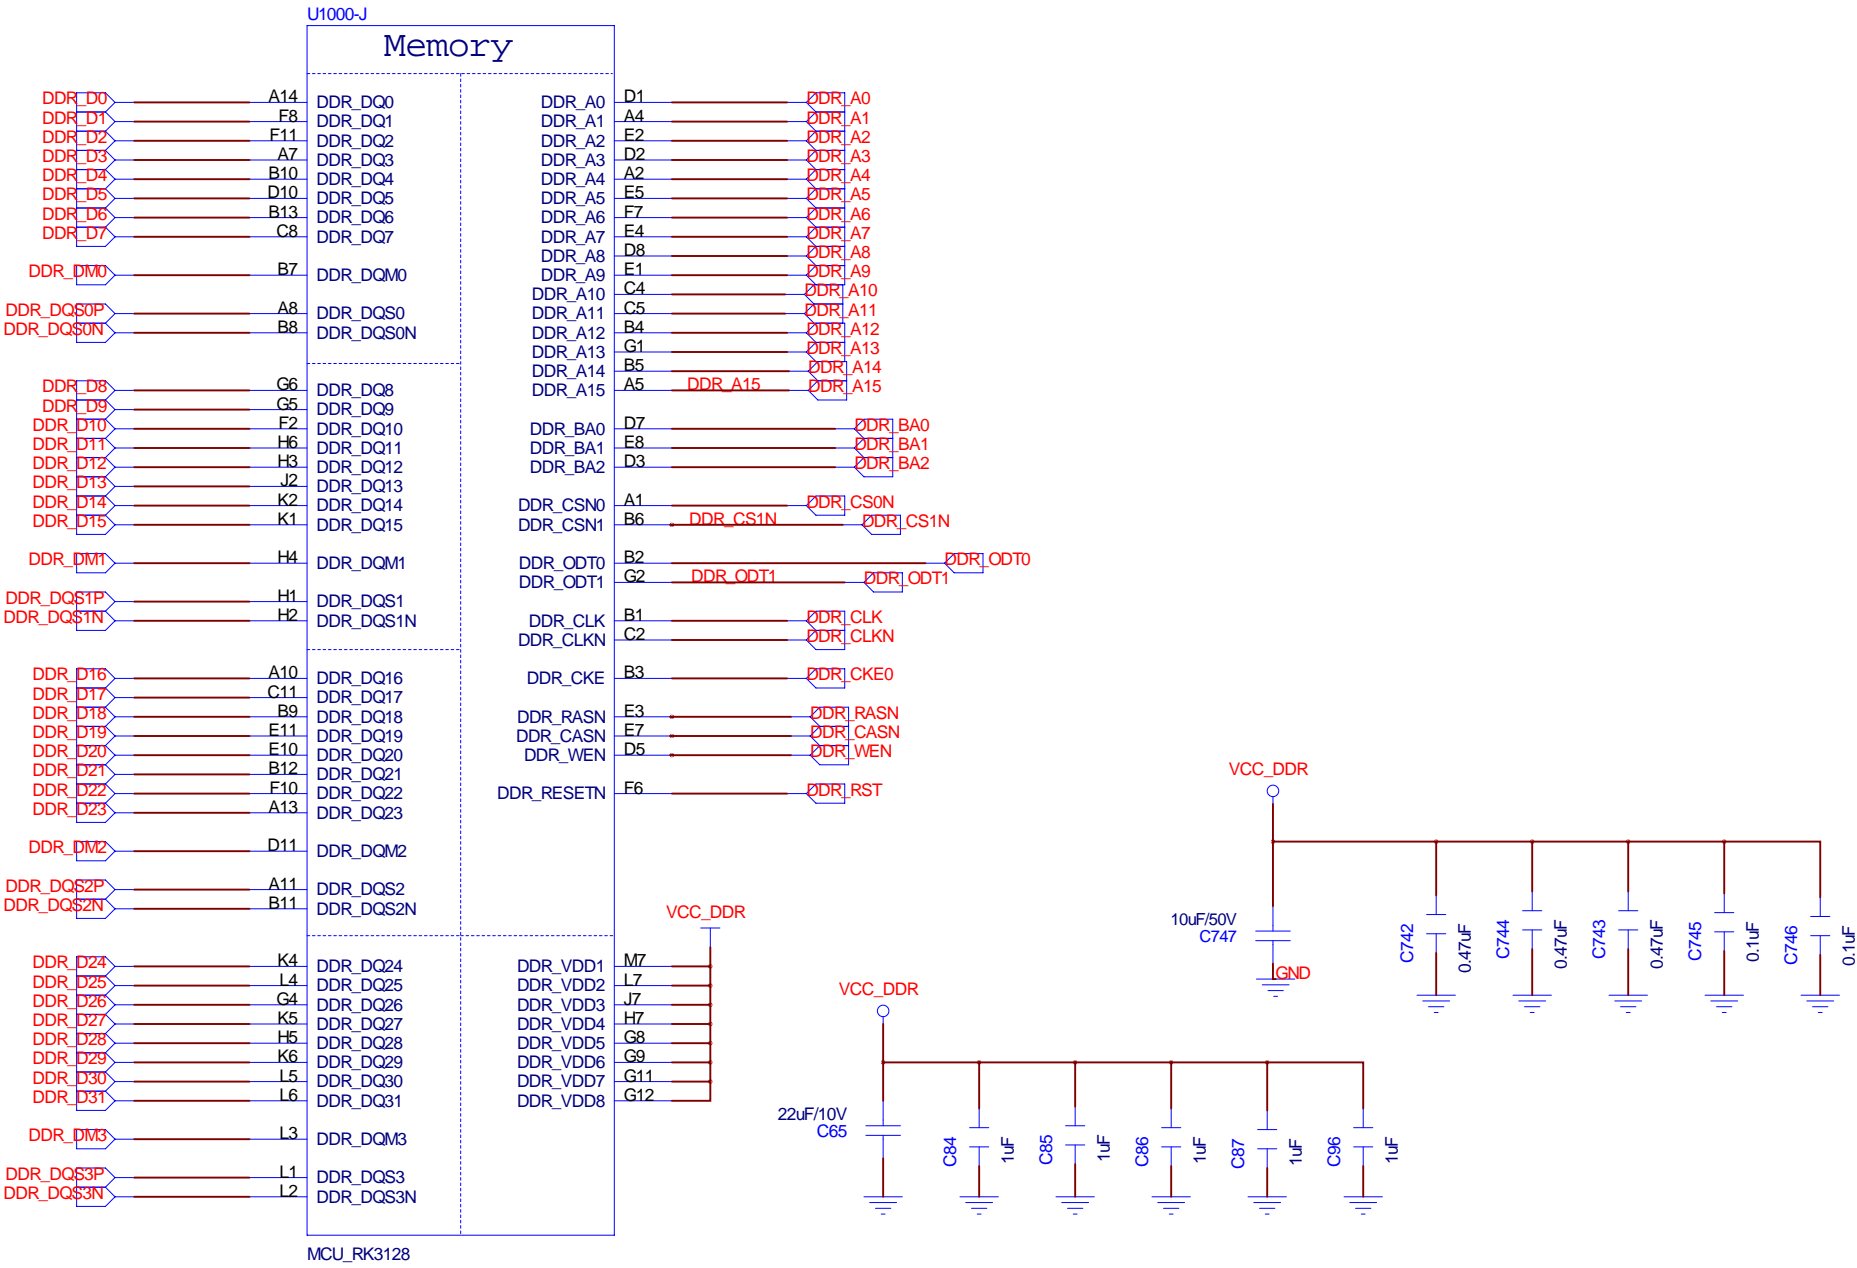 U1000-J
Memory
DDR_D0 A14 DDR_DQ0 DDR_A0 D1 DDR_A0
DDR_D1 F8 DDR_DQ1 DDR_A1 A4 DDR_A1
DDR_D2 F11 DDR_DQ2 DDR_A2 E2 DDR_A2
DDR_D3 A7 DDR_DQ3 DDR_A3 D2 DDR_A3
DDR_D4 B10 DDR_DQ4 DDR_A4 A2 DDR_A4
DDR_D5 D10 DDR_DQ5 DDR_A5 E5 DDR_A5
DDR_D6 B13 DDR_DQ6 DDR_A6 F7 DDR_A6
DDR_D7 C8 DDR_DQ7 DDR_A7 E4 DDR_A7
DDR_A8 D8 DDR_A8
DDR_DM0 B7 DDR_DQM0 DDR_A9 E1 DDR_A9
DDR_A10 C4 DDR_A10
DDR_DQS0P A8 DDR_DQS0 DDR_A11 C5 DDR_A11
DDR_DQS0N B8 DDR_DQS0N DDR_A12 B4 DDR_A12
DDR_A13 G1 DDR_A13
DDR_A14 B5 DDR_A14
DDR_D8 G6 DDR_DQ8 DDR_A15 A5 DDR_A15 DDR_A15
DDR_D9 G5 DDR_DQ9
DDR_D10 F2 DDR_DQ10 DDR_BA0 D7 DDR_BA0
DDR_D11 H6 DDR_DQ11 DDR_BA1 E8 DDR_BA1
DDR_D12 H3 DDR_DQ12 DDR_BA2 D3 DDR_BA2
DDR_D13 J2 DDR_DQ13
DDR_D14 K2 DDR_DQ14 DDR_CSN0 A1 DDR_CS0N
DDR_D15 K1 DDR_DQ15 DDR_CSN1 B6 DDR_CS1N DDR_CS1N
DDR_DM1 H4 DDR_DQM1 DDR_ODT0 B2 DDR_ODT0
DDR_ODT1 G2 DDR_ODT1 DDR_ODT1
DDR_DQS1P H1 DDR_DQS1
DDR_DQS1N H2 DDR_DQS1N DDR_CLK B1 DDR_CLK
DDR_CLKN C2 DDR_CLKN
DDR_D16 A10 DDR_DQ16 DDR_CKE B3 DDR_CKE0
DDR_D17 C11 DDR_DQ17
DDR_D18 B9 DDR_DQ18 DDR_RASN E3 DDR_RASN
DDR_D19 E11 DDR_DQ19 DDR_CASN E7 DDR_CASN
DDR_D20 E10 DDR_DQ20 DDR_WEN D5 DDR_WEN
DDR_D21 B12 DDR_DQ21
DDR_D22 F10 DDR_DQ22 DDR_RESETN F6 DDR_RST
DDR_D23 A13 DDR_DQ23
DDR_DM2 D11 DDR_DQM2
DDR_DQS2P A11 DDR_DQS2
DDR_DQS2N B11 DDR_DQS2N
VCC_DDR
DDR_D24 K4 DDR_DQ24 DDR_VDD1 M7
DDR_D25 L4 DDR_DQ25 DDR_VDD2 L7
DDR_D26 G4 DDR_DQ26 DDR_VDD3 J7
DDR_D27 K5 DDR_DQ27 DDR_VDD4 H7
DDR_D28 H5 DDR_DQ28 DDR_VDD5 G8
DDR_D29 K6 DDR_DQ29 DDR_VDD6 G9
DDR_D30 L5 DDR_DQ30 DDR_VDD7 G11
DDR_D31 L6 DDR_DQ31 DDR_VDD8 G12
DDR_DM3 L3 DDR_DQM3
DDR_DQS3P L1 DDR_DQS3
DDR_DQS3N L2 DDR_DQS3N
MCU_RK3128
VCC_DDR
10uF/50V
C747
GND
C742 0.47uF
C744 0.47uF
C743 0.47uF
C745 0.1uF
C746 0.1uF
VCC_DDR
22uF/10V
C65
C84 1uF
C85 1uF
C86 1uF
C87 1uF
C96 1uF